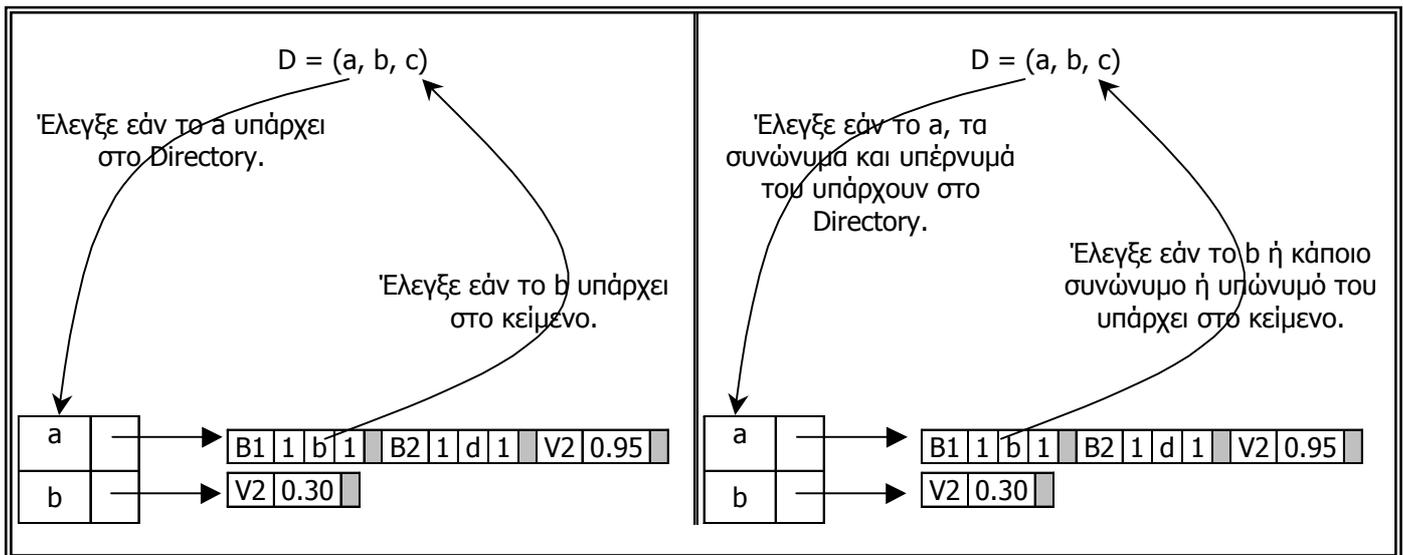 D = (a, b, c)
Έλεγξε εάν το a υπάρχει
στο Directory.
Έλεγξε εάν το b υπάρχει
στο κείμενο.
a
B1 1 b 1 B2 1 d 1 V2 0.95
b
V2 0.30
D = (a, b, c)
Έλεγξε εάν το a, τα
συνώνυμα και υπέρνυμά
του υπάρχουν στο
Directory.
Έλεγξε εάν το b ή κάποιο
συνώνυμο ή υπώνυμό του
υπάρχει στο κείμενο.
a
B1 1 b 1 B2 1 d 1 V2 0.95
b
V2 0.30